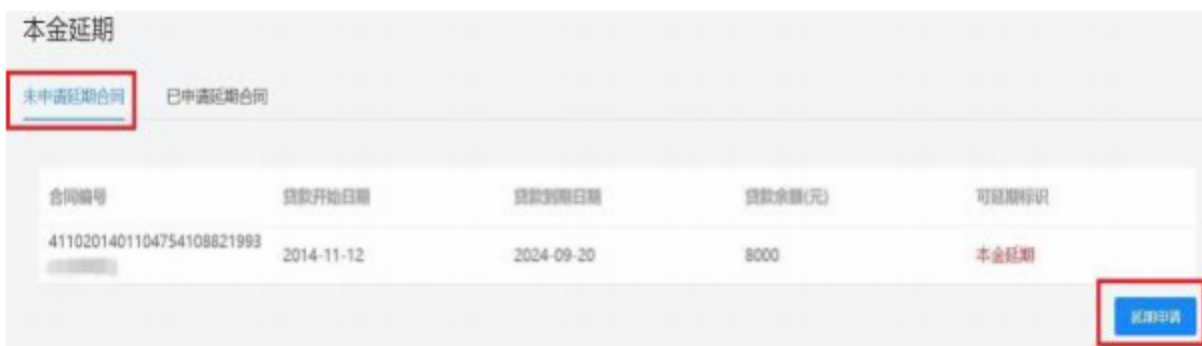 本金延期
未申请延期合同 已申请延期合同
合同编号 贷款开始日期 贷款到期日期 贷款余额(元) 可延期标识
4110201401104754108821993
2014-11-12 2024-09-20 8000 本金延期
延期申请